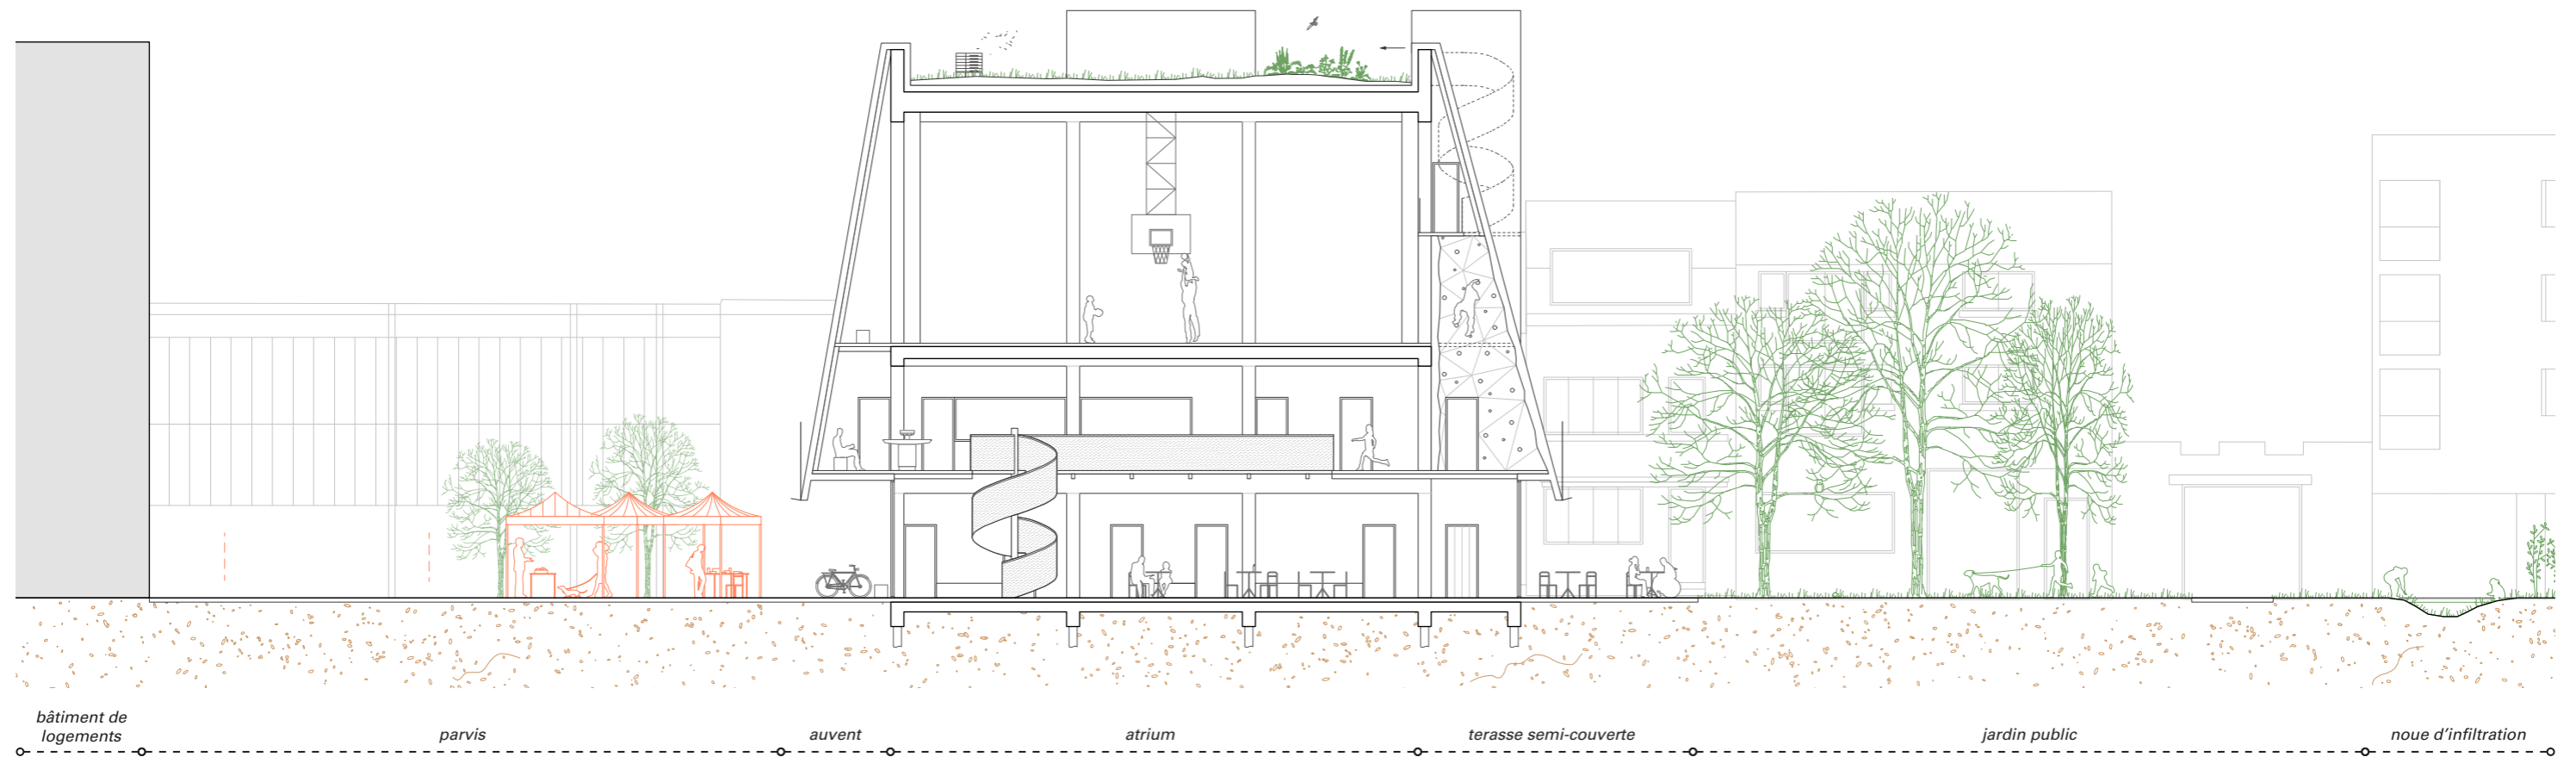 bâtiment de
logements
parvis
auvent
atrium
terasse semi-couverte
jardin public
noue d'infiltration